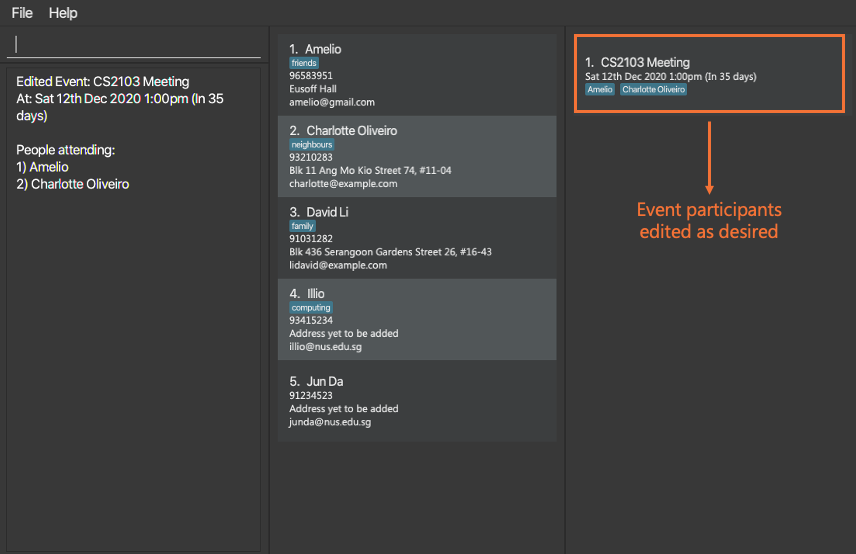 File Help
Edited Event: CS2103 Meeting
At: Sat 12th Dec 2020 1:00pm (In 35
days)
People attending:
1) Amelio
2) Charlotte Oliveiro
1. Amelio
friends
96583951
Eusoff Hall
amelio@gmail.com
2. Charlotte Oliveiro
neighbours
93210283
Blk 11 Ang Mo Kio Street 74, #11-04
charlotte@example.com
3. David Li
family
91031282
Blk 436 Serangoon Gardens Street 26, #16-43
lidavid@example.com
4. Illio
computing
93415234
Address yet to be added
illio@nus.edu.sg
5. Jun Da
91234523
Address yet to be added
junda@nus.edu.sg
1. CS2103 Meeting
Sat 12th Dec 2020 1:00pm (In 35 days)
Amelio Charlotte Oliveiro
Event participants
edited as desired